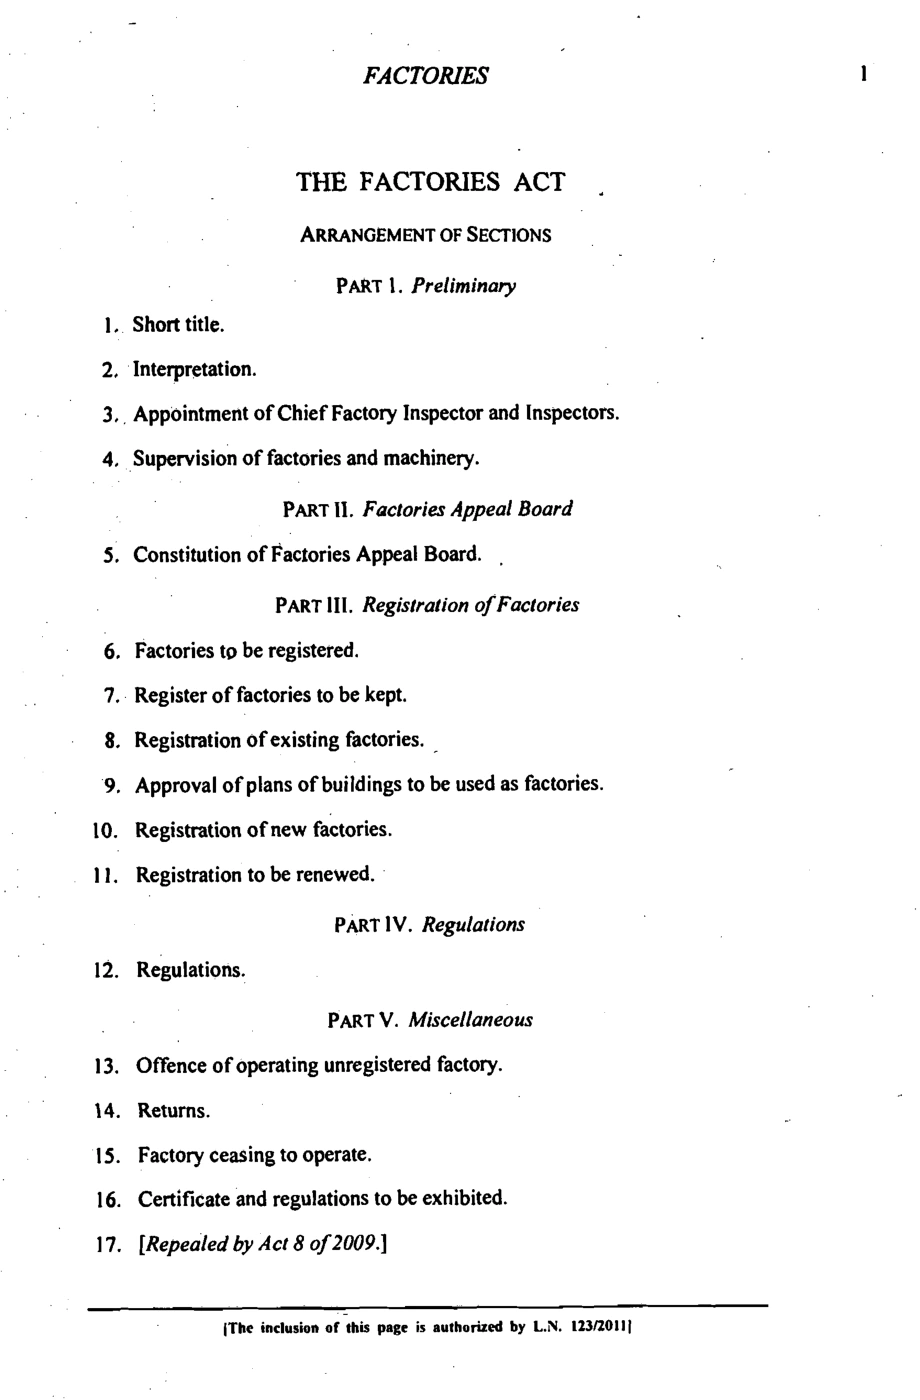 FACTORIES 1
THE FACTORIES ACT
ARRANGEMENT OF SECTIONS
PART I. Preliminary
1. Short title.
2. Interpretation.
3. Appointment of Chief Factory Inspector and Inspectors.
4. Supervision of factories and machinery.
PART II. Factories Appeal Board
5. Constitution of Factories Appeal Board.
PART III. Registration of Factories
6. Factories to be registered.
7. Register of factories to be kept.
8. Registration of existing factories.
9. Approval of plans of buildings to be used as factories.
10. Registration of new factories.
11. Registration to be renewed.
PART IV. Regulations
12. Regulations.
PART V. Miscellaneous
13. Offence of operating unregistered factory.
14. Returns.
15. Factory ceasing to operate.
16. Certificate and regulations to be exhibited.
17. [Repealed by Act 8 of 2009.]
[The inclusion of this page is authorized by L.N. 123/2011]